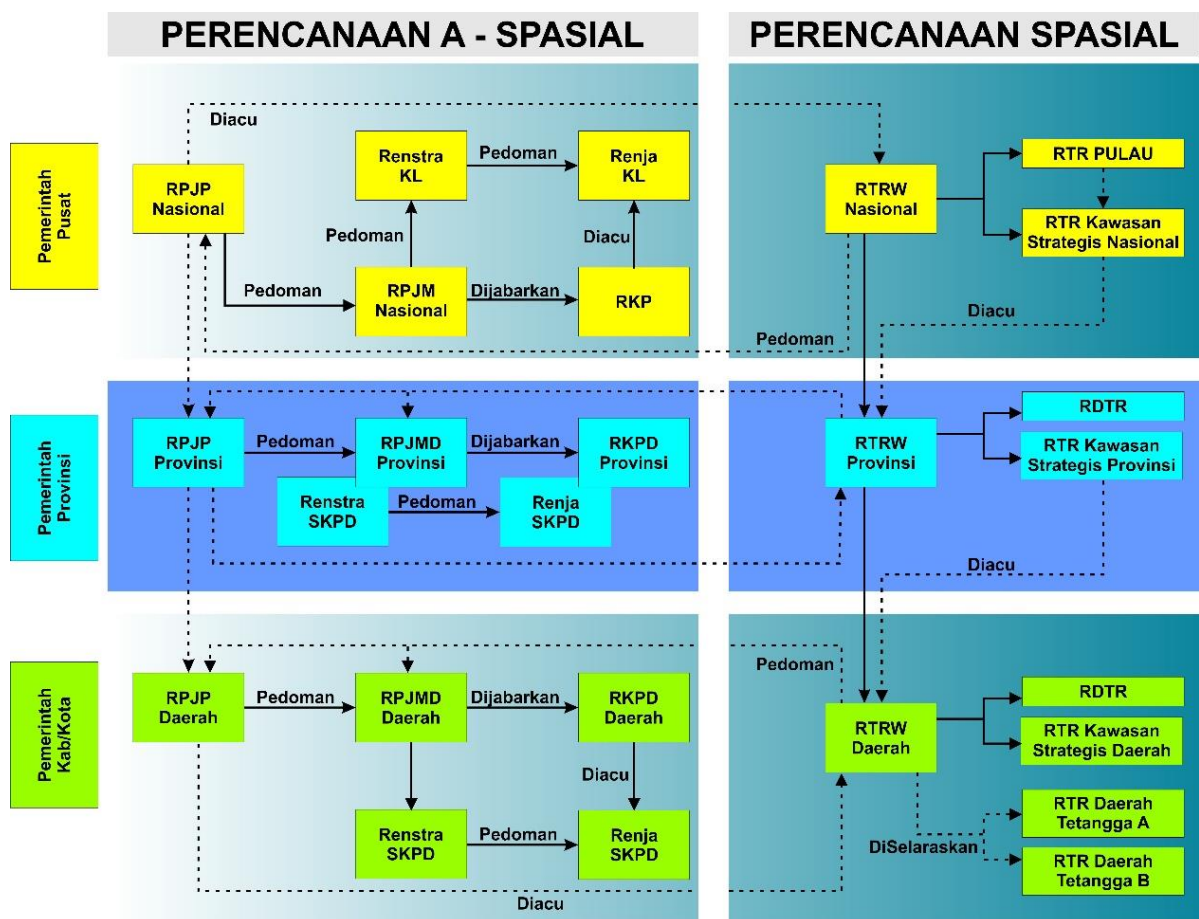 PERENCANAAN A - SPASIAL
PERENCANAAN SPASIAL
Pemerintah
Pusat
Diacu
RPJP
Nasional
Renstra
KL
Pedoman
Renja
KL
Pedoman
Diacu
Pedoman
RPJM
Nasional
Dijabarkan
RKP
RTRW
Nasional
RTR PULAU
RTR Kawasan
Strategis Nasional
Diacu
Pedoman
Pemerintah
Provinsi
RPJP
Provinsi
Pedoman
RPJMD
Provinsi
Dijabarkan
RKPD
Provinsi
Renstra
SKPD
Pedoman
Renja
SKPD
RTRW
Provinsi
RDTR
RTR Kawasan
Strategis Provinsi
Diacu
Pemerintah
Kab/Kota
RPJP
Daerah
Pedoman
RPJMD
Daerah
Dijabarkan
RKPD
Daerah
Diacu
Renstra
SKPD
Pedoman
Renja
SKPD
Diacu
Pedoman
RTRW
Daerah
RDTR
RTR Kawasan
Strategis Daerah
DiSelaraskan
RTR Daerah
Tetangga A
RTR Daerah
Tetangga B